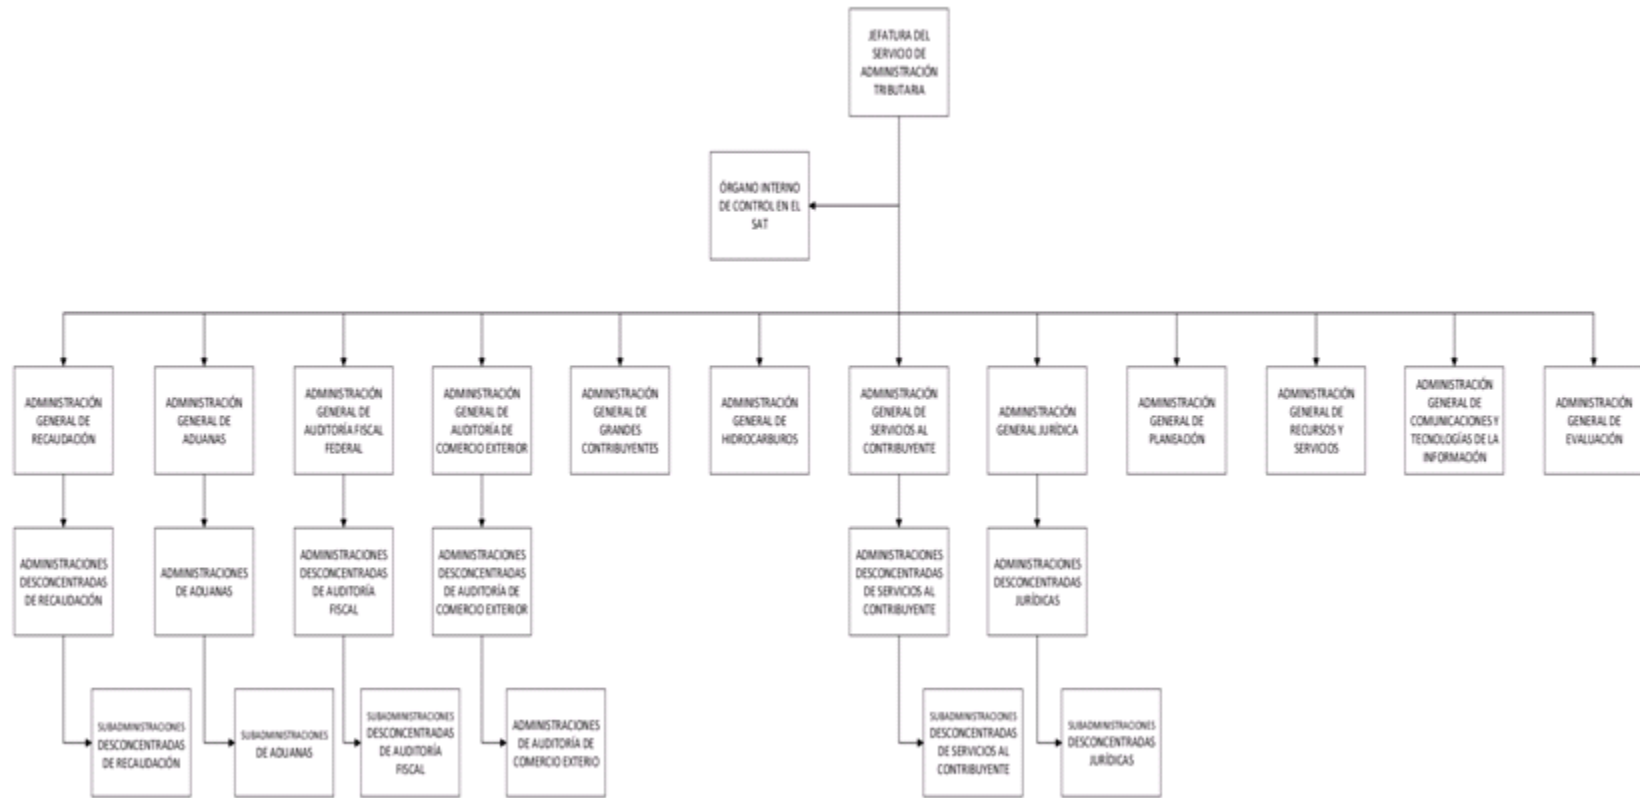 JEFATURA DEL
SERVICIO DE
ADMINISTRACIÓN
TRIBUTARIA
ÓRGANO INTERNO
DE CONTROL EN EL
SAT
ADMINISTRACIÓN
GENERAL DE
RECAUDACIÓN
ADMINISTRACIÓN
GENERAL DE
ADUANAS
ADMINISTRACIÓN
GENERAL DE
AUDITORÍA FISCAL
FEDERAL
ADMINISTRACIÓN
GENERAL DE
AUDITORÍA DE
COMERCIO EXTERIOR
ADMINISTRACIÓN
GENERAL DE
GRANDES
CONTRIBUYENTES
ADMINISTRACIÓN
GENERAL DE
HIDROCARBUROS
ADMINISTRACIÓN
GENERAL DE
SERVICIOS AL
CONTRIBUYENTE
ADMINISTRACIÓN
GENERAL JURÍDICA
ADMINISTRACIÓN
GENERAL DE
PLANEACIÓN
ADMINISTRACIÓN
GENERAL DE
RECURSOS Y
SERVICIOS
ADMINISTRACIÓN
GENERAL DE
COMUNICACIONES Y
TECNOLOGÍAS DE LA
INFORMACIÓN
ADMINISTRACIÓN
GENERAL DE
EVALUACIÓN
ADMINISTRACIONES
DESCONCENTRADAS
DE RECAUDACIÓN
ADMINISTRACIONES
DE ADUANAS
ADMINISTRACIONES
DESCONCENTRADAS
DE AUDITORÍA
FISCAL
ADMINISTRACIONES
DESCONCENTRADAS
DE AUDITORÍA DE
COMERCIO EXTERIOR
ADMINISTRACIONES
DESCONCENTRADAS
DE SERVICIOS AL
CONTRIBUYENTE
ADMINISTRACIONES
DESCONCENTRADAS
JURÍDICAS
SUBADMINISTRACIONES
DESCONCENTRADAS
DE RECAUDACIÓN
SUBADMINISTRACIONES
DE ADUANAS
SUBADMINISTRACIONES
DESCONCENTRADAS
DE AUDITORÍA
FISCAL
ADMINISTRACIONES
DE AUDITORÍA DE
COMERCIO EXTERIO
SUBADMINISTRACIONES
DESCONCENTRADAS
DE SERVICIOS AL
CONTRIBUYENTE
SUBADMINISTRACIONES
DESCONCENTRADAS
JURÍDICAS